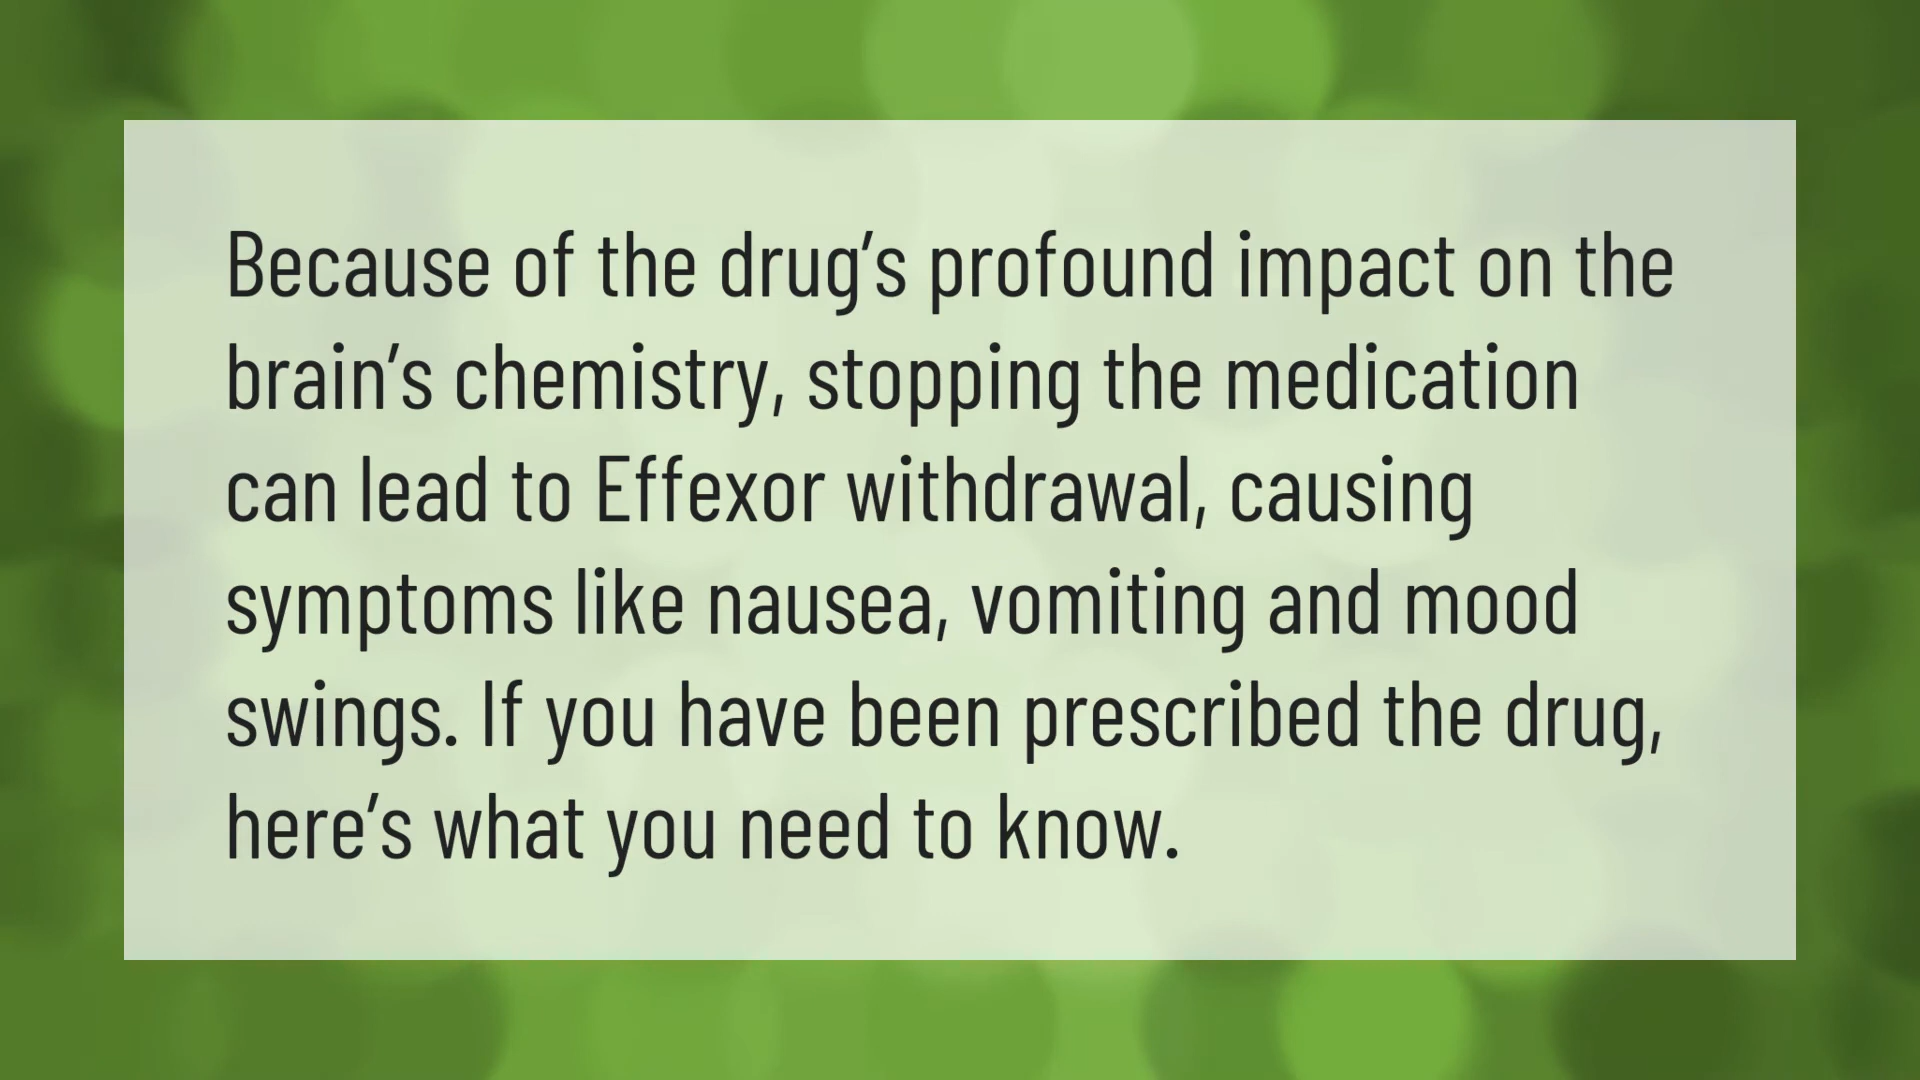 Because of the drug’s profound impact on the
brain’s chemistry, stopping the medication
can lead to Effexor withdrawal, causing
symptoms like nausea, vomiting and mood
swings. If you have been prescribed the drug,
here’s what you need to know.